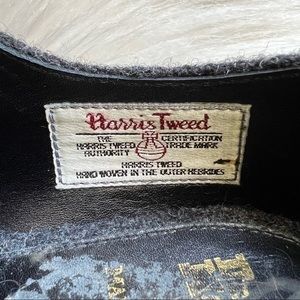 Harris Tweed
THE CERTIFICATION
HARRIS TWEED TRADE MARK
AUTHORITY
HARRIS TWEED
HAND WOVEN IN THE OUTER HEBRIDES